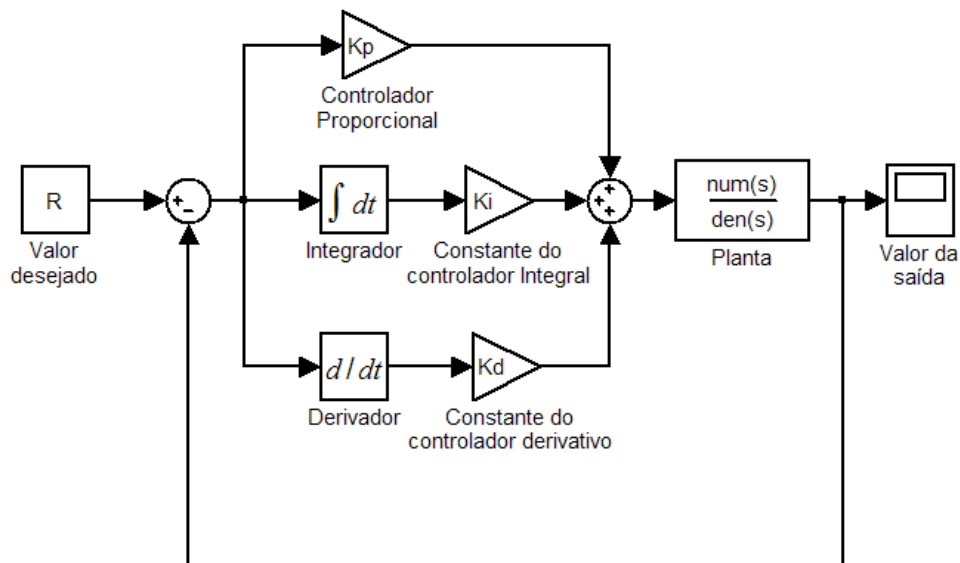 Kp
Controlador
Proporcional
R
Valor
desejado
+
−
∫ dt
Integrador
Ki
Constante do
controlador Integral
+
+
+
num(s)
den(s)
Planta
Valor da
saída
d / dt
Derivador
Kd
Constante do
controlador derivativo